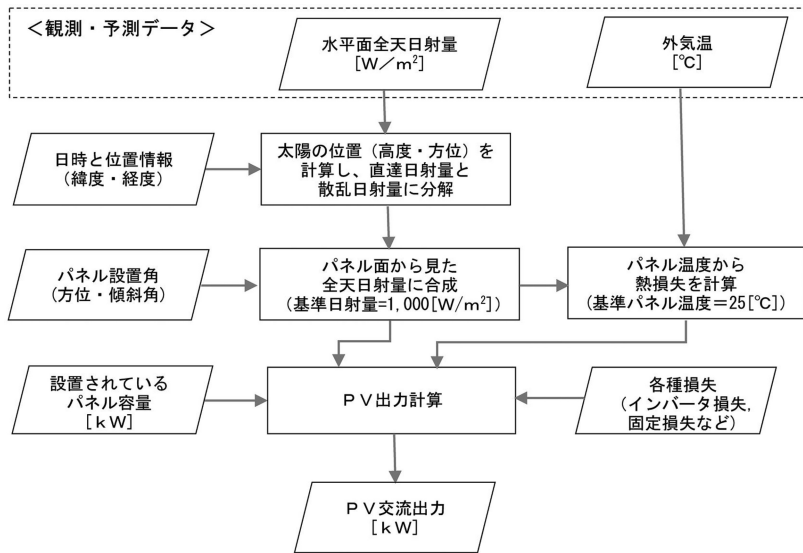 ＜観測・予測データ＞
水平面全天日射量
[W／m²]
外気温
[℃]
日時と位置情報
(緯度・経度)
太陽の位置（高度・方位）を
計算し、直達日射量と
散乱日射量に分解
パネル設置角
(方位・傾斜角)
パネル面から見た
全天日射量に合成
(基準日射量=1,000[W/m²])
パネル温度から
熱損失を計算
(基準パネル温度＝25[℃])
設置されている
パネル容量
[ｋW]
ＰＶ出力計算
各種損失
(インバータ損失,
固定損失など)
ＰＶ交流出力
[ｋW]